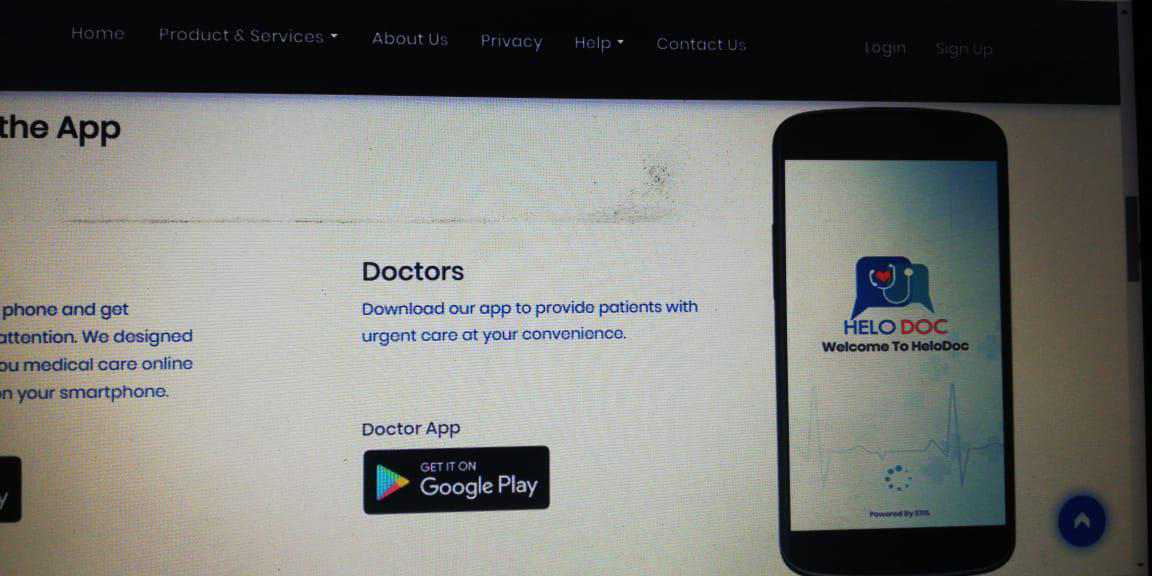 Home Product & Services About Us Privacy Help Contact Us Login Sign Up
the App
phone and get
attention. We designed
ou medical care online
n your smartphone.
y
Doctors
Download our app to provide patients with
urgent care at your convenience.
Doctor App
GET IT ON
Google Play
HELO DOC
Welcome To HeloDoc
Powered By STIS